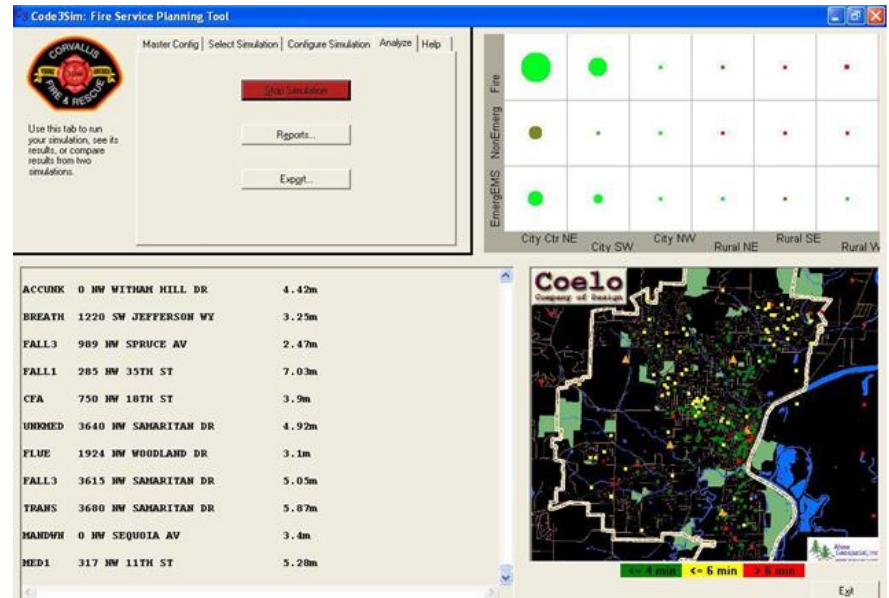 Code3Sim: Fire Service Planning Tool
CORVALLIS
FIRE & RESCUE
Master Config Select Simulation Configure Simulation Analyze Help
Stop Simulation
Reports...
Export...
Use this tab to run
your simulation, see its
results, or compare
results from two
simulations.
Fire
NonEmerg
EmergEMS
City Ctr NE City SW City NW Rural NE Rural SE Rural W
ACCUNK 0 NW WITHAM HILL DR 4.42m
BREATH 1220 SW JEFFERSON WY 3.25m
FALL3 989 NW SPRUCE AV 2.47m
FALL1 285 NW 35TH ST 7.03m
CFA 750 NW 18TH ST 3.9m
UNKMED 3640 NW SAMARITAN DR 4.92m
FLUE 1924 NW WOODLAND DR 3.1m
FALL3 3615 NW SAMARITAN DR 5.05m
TRANS 3680 NW SAMARITAN DR 5.87m
MANDWN 0 NW SEQUOIA AV 3.4m
MED1 317 NW 11TH ST 5.28m
Coelo
Company of Design
<= 4 min <= 6 min > 6 min
Exit